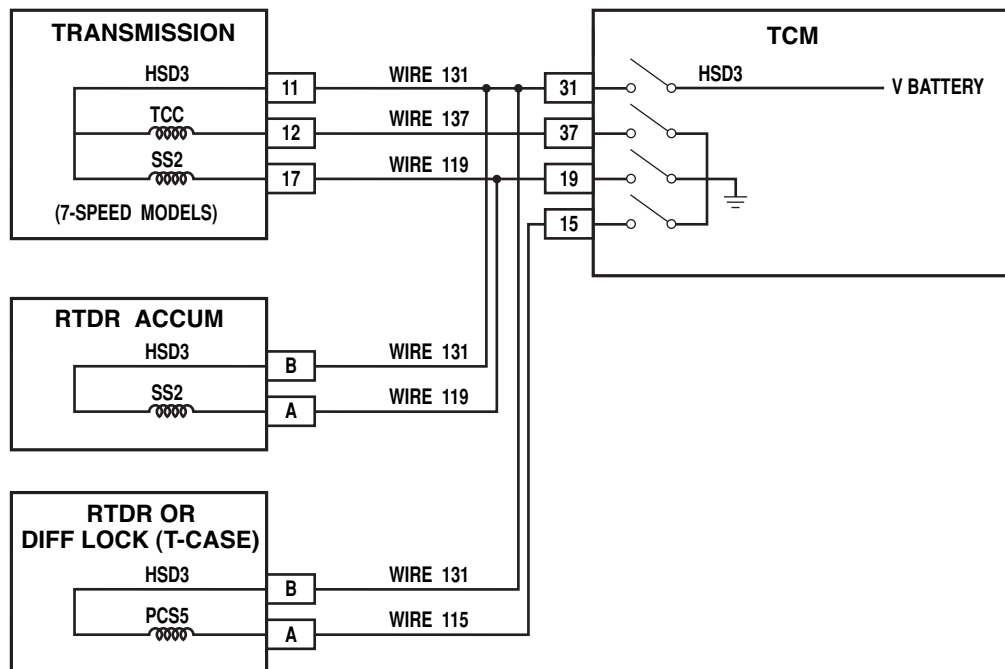 TRANSMISSION
HSD3
11
WIRE 131
TCC
12
WIRE 137
SS2
17
WIRE 119
(7-SPEED MODELS)
TCM
31
HSD3
V BATTERY
37
19
15
RTDR ACCUM
HSD3
B
WIRE 131
SS2
A
WIRE 119
RTDR OR
DIFF LOCK (T-CASE)
HSD3
B
WIRE 131
PCS5
A
WIRE 115